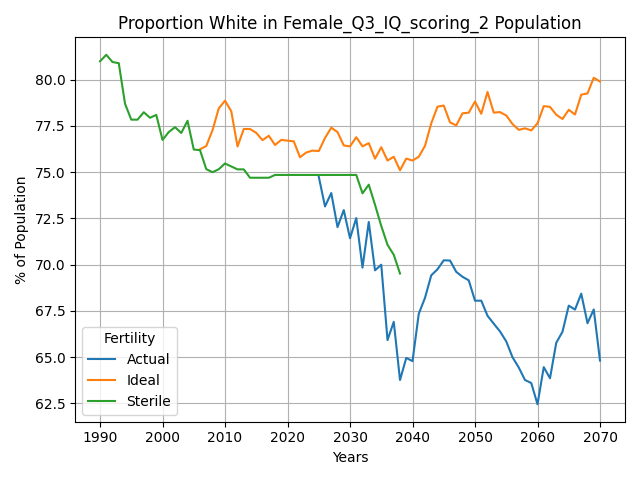 Proportion White in Female_Q3_IQ_scoring_2 Population
% of Population
80.0
77.5
75.0
72.5
70.0
67.5
65.0
62.5
Fertility
Actual
Ideal
Sterile
1990 2000 2010 2020 2030 2040 2050 2060 2070
Years